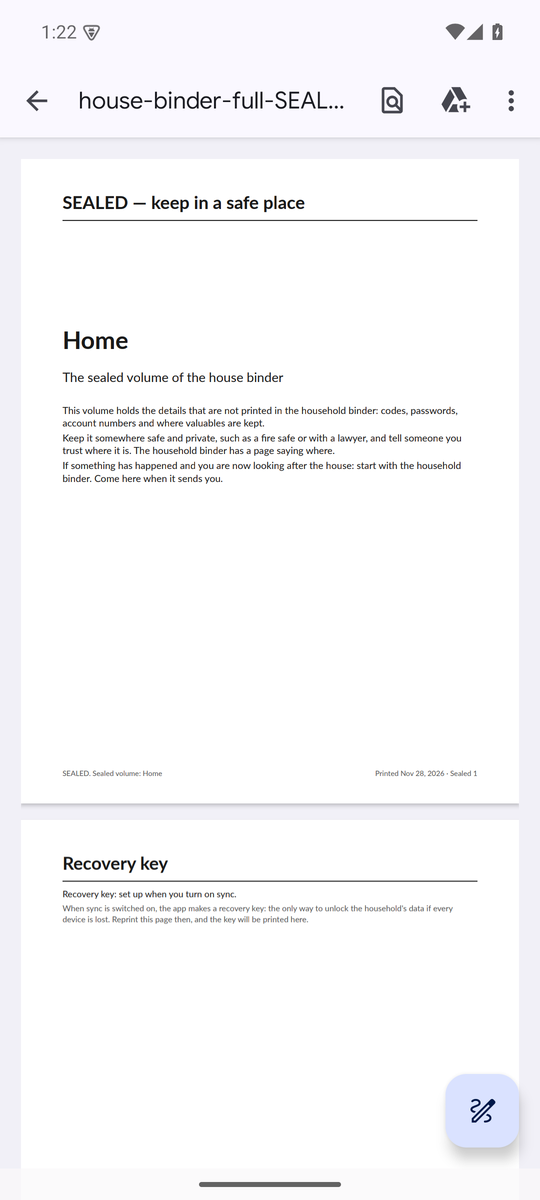 1:22
house-binder-full-SEAL...
SEALED — keep in a safe place
Home
The sealed volume of the house binder
This volume holds the details that are not printed in the household binder: codes, passwords,
account numbers and where valuables are kept.
Keep it somewhere safe and private, such as a fire safe or with a lawyer, and tell someone you
trust where it is. The household binder has a page saying where.
If something has happened and you are now looking after the house: start with the household
binder. Come here when it sends you.
SEALED. Sealed volume: Home
Printed Nov 28, 2026 · Sealed 1
Recovery key
Recovery key: set up when you turn on sync.
When sync is switched on, the app makes a recovery key: the only way to unlock the household's data if every
device is lost. Reprint this page then, and the key will be printed here.